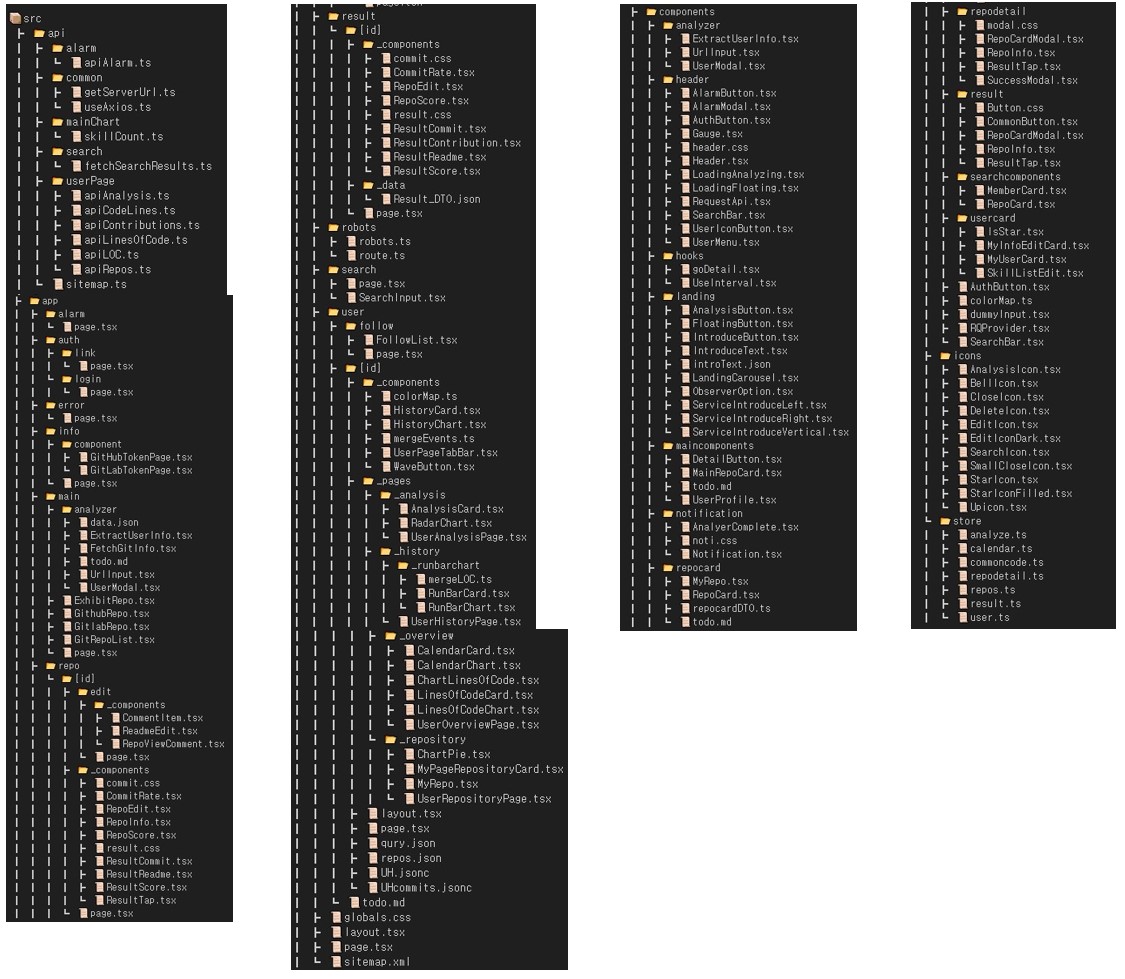 src
api
alarm
apiAlarm.ts
common
getServerUrl.ts
useAxios.ts
mainChart
skillCount.ts
search
fetchSearchResults.ts
userPage
apiAnalysis.ts
apiCodeLines.ts
apiContributions.ts
apiLinesOfCode.ts
apiLOC.ts
apiRepos.ts
sitemap.ts
app
alarm
page.tsx
auth
link
page.tsx
login
page.tsx
error
page.tsx
info
component
GitHubTokenPage.tsx
GitLabTokenPage.tsx
page.tsx
main
analyzer
data.json
ExtractUserInfo.tsx
FetchGitInfo.tsx
todo.md
UrlInput.tsx
UserModal.tsx
ExhibitRepo.tsx
GithubRepo.tsx
GitlabRepo.tsx
GitRepoList.tsx
page.tsx
repo
[id]
edit
_components
CommentItem.tsx
ReadmeEdit.tsx
RepoViewComment.tsx
page.tsx
_components
commit.css
CommitRate.tsx
RepoEdit.tsx
RepoInfo.tsx
RepoScore.tsx
result.css
ResultCommit.tsx
ResultReadme.tsx
ResultScore.tsx
ResultTap.tsx
page.tsx
result
[id]
_components
commit.css
CommitRate.tsx
RepoEdit.tsx
RepoScore.tsx
result.css
ResultCommit.tsx
ResultContribution.tsx
ResultReadme.tsx
ResultScore.tsx
_data
Result_DTO.json
page.tsx
robots
robots.ts
route.ts
search
page.tsx
SearchInput.tsx
user
follow
FollowList.tsx
page.tsx
[id]
_components
colorMap.ts
HistoryCard.tsx
HistoryChart.tsx
mergeEvents.ts
UserPageTabBar.tsx
WaveButton.tsx
_pages
_analysis
AnalysisCard.tsx
RadarChart.tsx
UserAnalysisPage.tsx
_history
_runbarchart
mergeLOC.ts
RunBarCard.tsx
RunBarChart.tsx
UserHistoryPage.tsx
_overview
CalendarCard.tsx
CalendarChart.tsx
ChartLinesOfCode.tsx
LinesOfCodeCard.tsx
LinesOfCodeChart.tsx
UserOverviewPage.tsx
_repository
ChartPie.tsx
MyPageRepositoryCard.tsx
MyRepo.tsx
UserRepositoryPage.tsx
layout.tsx
page.tsx
qury.json
repos.json
UH.jsonc
UHcommits.jsonc
todo.md
globals.css
layout.tsx
page.tsx
sitemap.xml
components
analyzer
ExtractUserInfo.tsx
UrlInput.tsx
UserModal.tsx
header
AlarmButton.tsx
AlarmModal.tsx
AuthButton.tsx
Gauge.tsx
header.css
Header.tsx
LoadingAnalyzing.tsx
LoadingFloating.tsx
RequestApi.tsx
SearchBar.tsx
UserIconButton.tsx
UserMenu.tsx
hooks
goDetail.tsx
UseInterval.tsx
landing
AnalysisButton.tsx
FloatingButton.tsx
IntroduceButton.tsx
IntroduceText.tsx
introText.json
LandingCarousel.tsx
ObserverOption.tsx
ServiceIntroduceLeft.tsx
ServiceIntroduceRight.tsx
ServiceIntroduceVertical.tsx
maincomponents
DetailButton.tsx
MainRepoCard.tsx
todo.md
UserProfile.tsx
notification
AnalyerComplete.tsx
noti.css
Notification.tsx
repocard
MyRepo.tsx
RepoCard.tsx
repocardDTO.ts
todo.md
repodetail
modal.css
RepoCardModal.tsx
RepoInfo.tsx
ResultTap.tsx
SuccessModal.tsx
result
Button.css
CommonButton.tsx
RepoCardModal.tsx
RepoInfo.tsx
ResultTap.tsx
searchcomponents
MemberCard.tsx
RepoCard.tsx
usercard
IsStar.tsx
MyInfoEditCard.tsx
MyUserCard.tsx
SkillListEdit.tsx
AuthButton.tsx
colorMap.ts
dummyInput.tsx
RQProvider.tsx
SearchBar.tsx
icons
AnalysisIcon.tsx
BellIcon.tsx
CloseIcon.tsx
DeleteIcon.tsx
EditIcon.tsx
EditIconDark.tsx
SearchIcon.tsx
SmallCloseIcon.tsx
StarIcon.tsx
StarIconFilled.tsx
Upicon.tsx
store
analyze.ts
calendar.ts
commoncode.ts
repodetail.ts
repos.ts
result.ts
user.ts